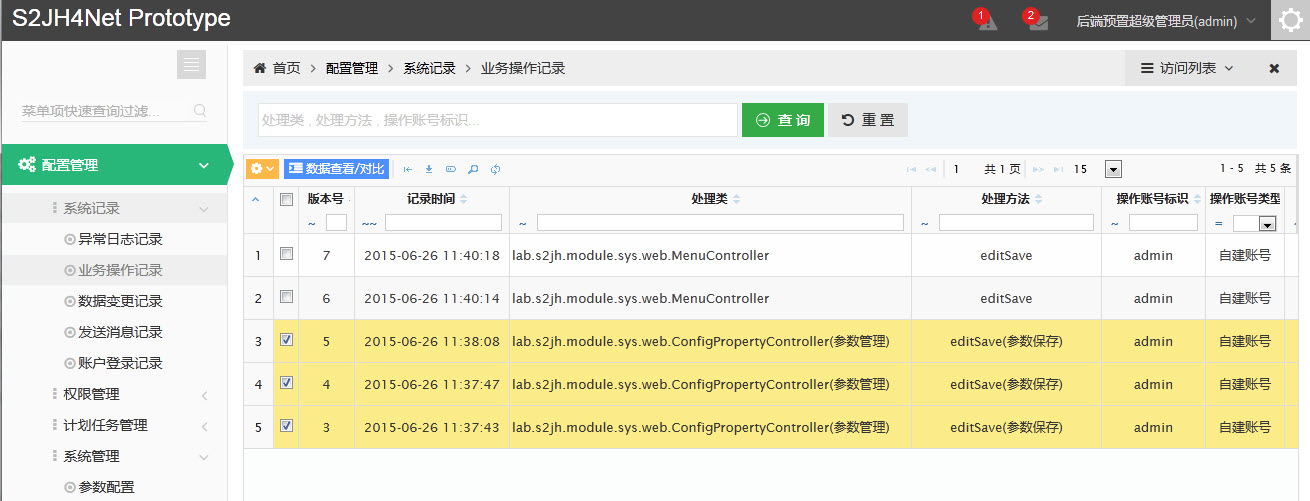 S2JH4Net Prototype
1
2
后端预置超级管理员(admin)
菜单项快速查询过滤...
配置管理
系统记录
异常日志记录
业务操作记录
数据变更记录
发送消息记录
账户登录记录
权限管理
计划任务管理
系统管理
参数配置
首页 > 配置管理 > 系统记录 > 业务操作记录
访问列表
处理类 , 处理方法 , 操作账号标识...
查询
重置
数据查看/对比
1 共 1 页 15
1 - 5 共 5 条
版本号 记录时间 处理类 处理方法 操作账号标识 操作账号类型
~ ~~ ~ ~ ~ =
1 7 2015-06-26 11:40:18 lab.s2jh.module.sys.web.MenuController editSave admin 自建账号
2 6 2015-06-26 11:40:14 lab.s2jh.module.sys.web.MenuController editSave admin 自建账号
3 5 2015-06-26 11:38:08 lab.s2jh.module.sys.web.ConfigPropertyController(参数管理) editSave(参数保存) admin 自建账号
4 4 2015-06-26 11:37:47 lab.s2jh.module.sys.web.ConfigPropertyController(参数管理) editSave(参数保存) admin 自建账号
5 3 2015-06-26 11:37:43 lab.s2jh.module.sys.web.ConfigPropertyController(参数管理) editSave(参数保存) admin 自建账号